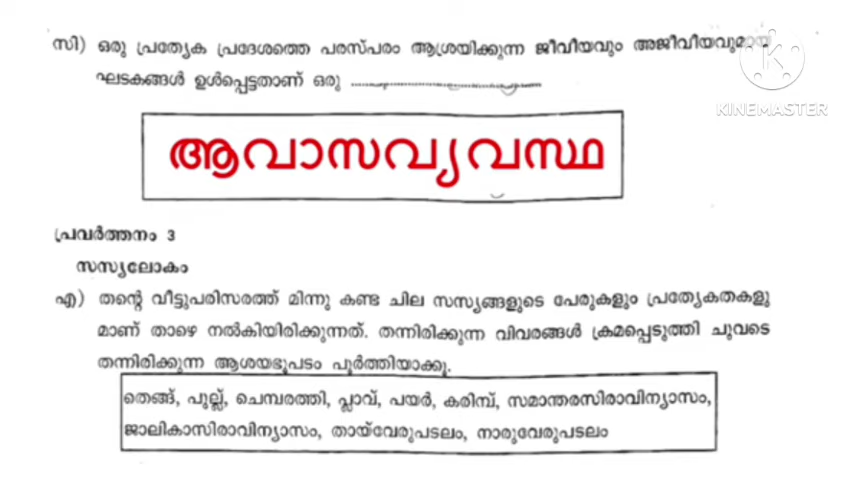 സി) ഒരു പ്രത്യേക പ്രദേശത്തെ പരസ്പരം ആശ്രയിക്കുന്ന ജീവീയവും അജീവീയവുമായ
ഘടകങ്ങൾ ഉൾപ്പെട്ടതാണ് ഒരു ................................................
KINEMASTER
ആവാസവ്യവസ്ഥ
പ്രവർത്തനം 3
സസ്യലോകം
എ) തന്റെ വീട്ടുപരിസരത്ത് മിന്നു കണ്ട ചില സസ്യങ്ങളുടെ പേരുകളും പ്രത്യേകതകളു
മാണ് താഴെ നൽകിയിരിക്കുന്നത്. തന്നിരിക്കുന്ന വിവരങ്ങൾ ക്രമപ്പെടുത്തി ചുവടെ
തന്നിരിക്കുന്ന ആശയഭൂപടം പൂർത്തിയാക്കൂ.
തെങ്ങ്, പുല്ല്, ചെമ്പരത്തി, പ്ലാവ്, പയർ, കരിമ്പ്, സമാന്തരസിരാവിന്യാസം,
ജാലികാസിരാവിന്യാസം, തായ്‌വേരുപടലം, നാരുവേരുപടലം